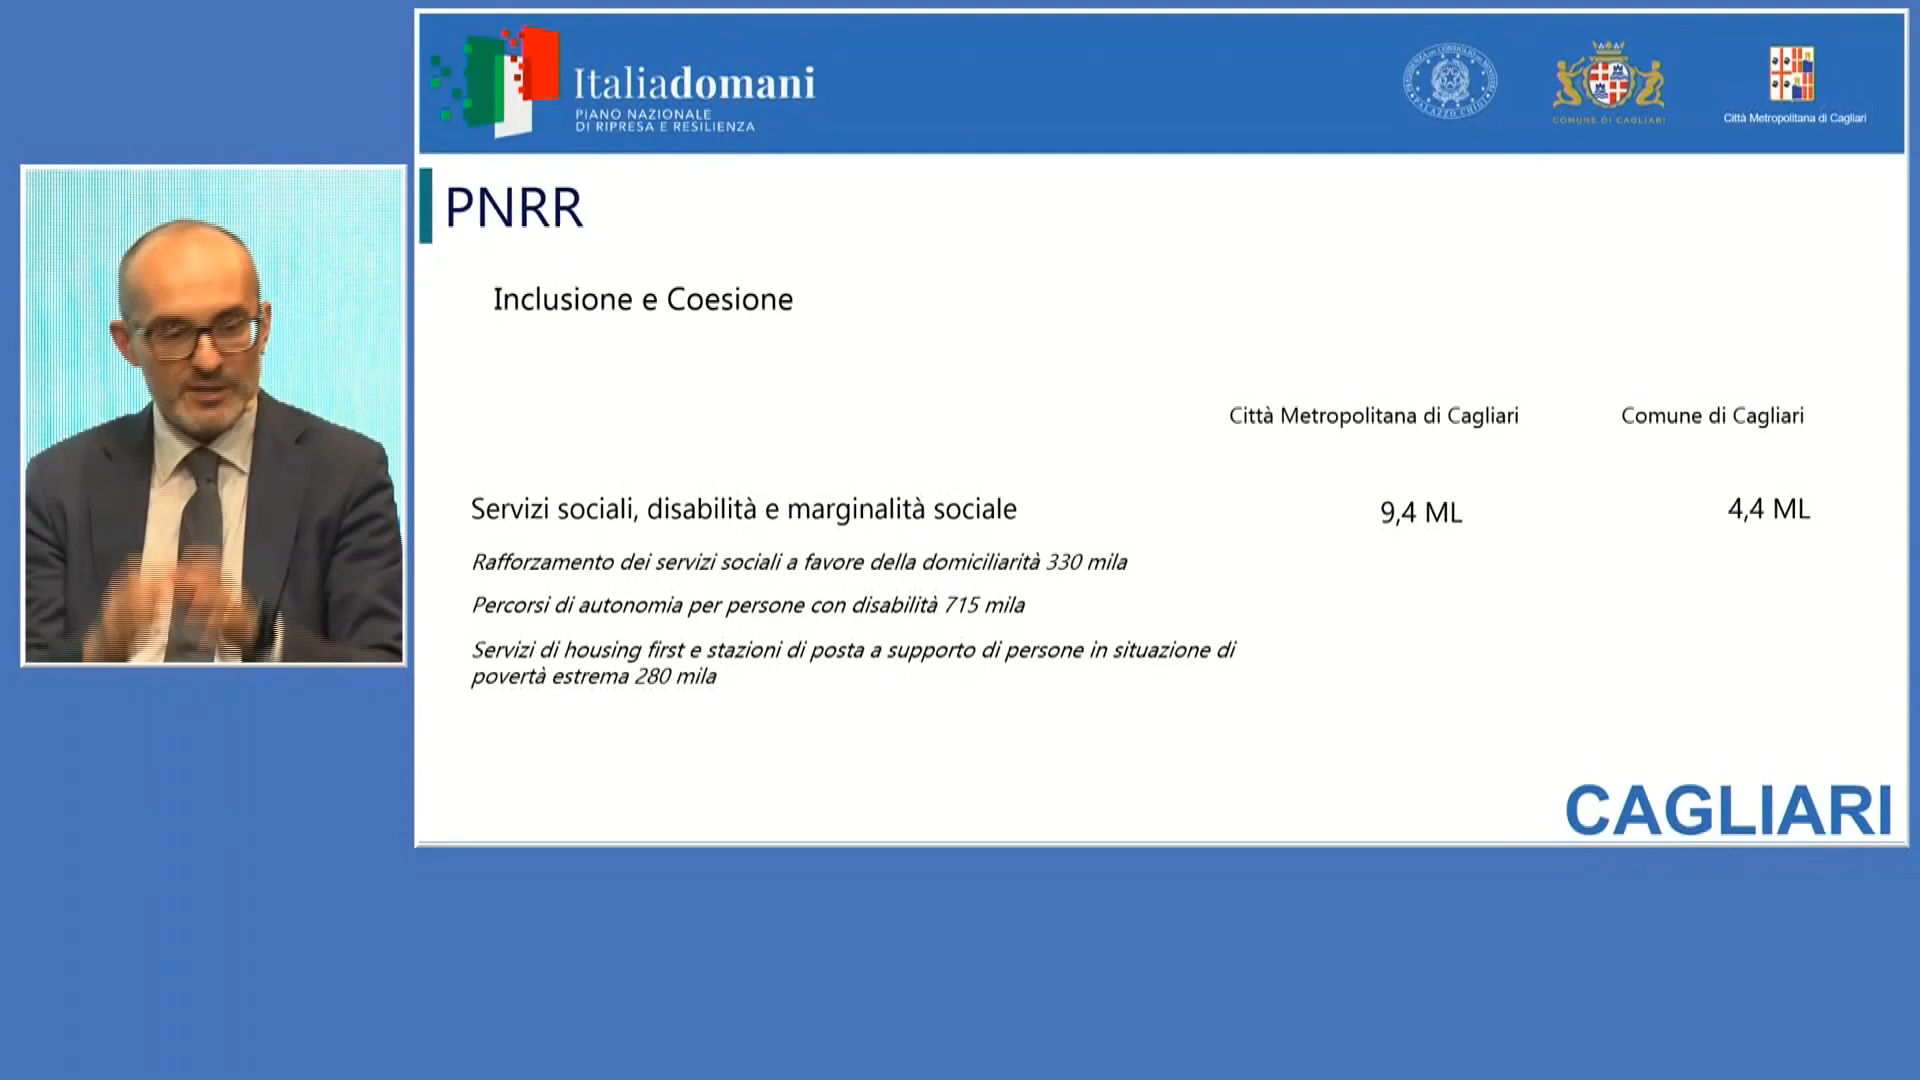 Italiadomani
PIANO NAZIONALE
DI RIPRESA E RESILIENZA
COMUNE DI CAGLIARI
Città Metropolitana di Cagliari
PNRR
Inclusione e Coesione
Città Metropolitana di Cagliari
Comune di Cagliari
Servizi sociali, disabilità e marginalità sociale
9,4 ML
4,4 ML
Rafforzamento dei servizi sociali a favore della domiciliarità 330 mila
Percorsi di autonomia per persone con disabilità 715 mila
Servizi di housing first e stazioni di posta a supporto di persone in situazione di
povertà estrema 280 mila
CAGLIARI